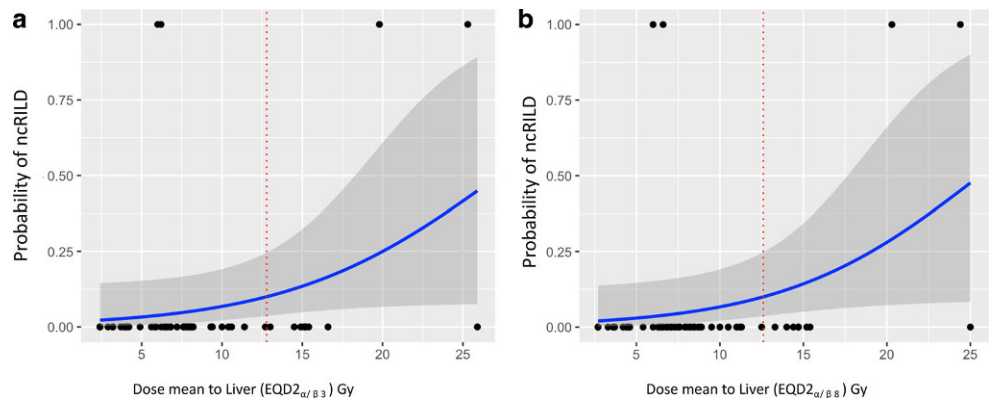 a
Probability of ncRILD
1.00
0.75
0.50
0.25
0.00
5 10 15 20 25
Dose mean to Liver (EQD2α/β 3) Gy
b
Probability of ncRILD
1.00
0.75
0.50
0.25
0.00
5 10 15 20 25
Dose mean to Liver (EQD2α/β 8) Gy